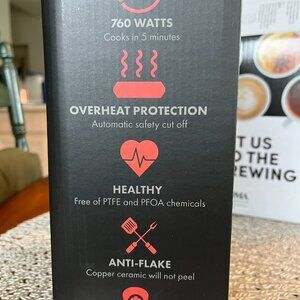 760 WATTS
Cooks in 5 minutes
OVERHEAT PROTECTION
Automatic safety cut off
HEALTHY
Free of PTFE and PFOA chemicals
ANTI-FLAKE
Copper ceramic will not peel
T US
O THE
REWING